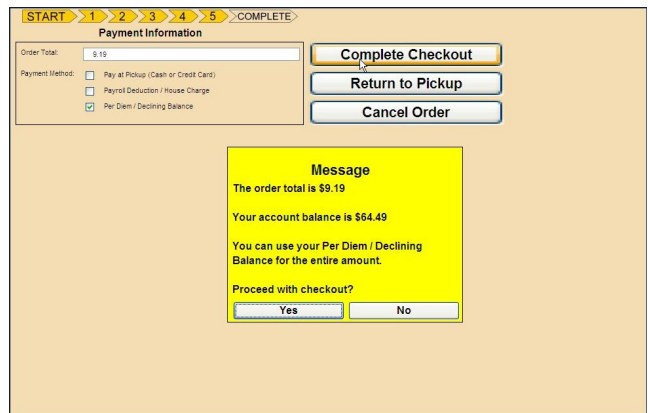 START 1 2 3 4 5 COMPLETE
Payment Information
Order Total: 9.19
Payment Method: Pay at Pickup (Cash or Credit Card)
Payroll Deduction / House Charge
Per Diem / Declining Balance
Complete Checkout
Return to Pickup
Cancel Order
Message
The order total is $9.19
Your account balance is $64.49
You can use your Per Diem / Declining
Balance for the entire amount.
Proceed with checkout?
Yes No